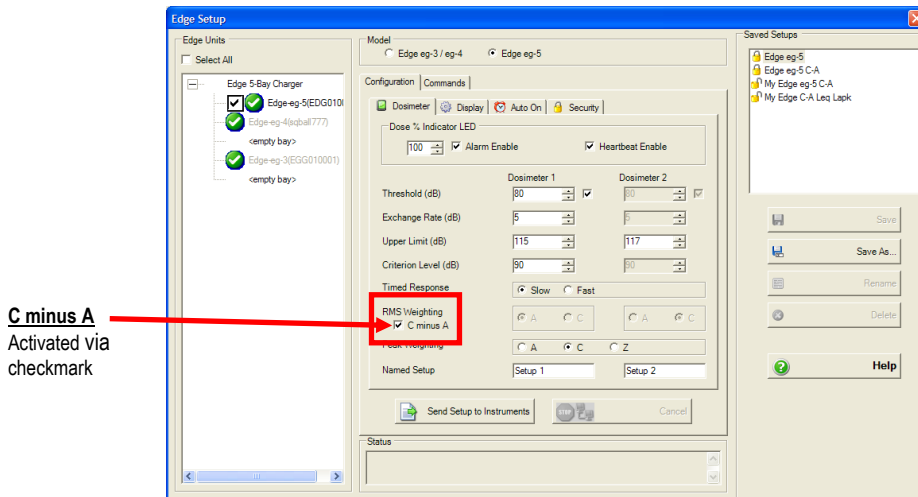 Edge Setup
Edge Units
Select All
Edge 5-Bay Charger
Edge-eg-5(EDG010
Edge-eg-4(sqball777)
<empty bay>
Edge-eg-3(EGG010001)
<empty bay>
Model
Edge eg-3 / eg-4 Edge eg-5
Configuration Commands
Dosimeter Display Auto On Security
Dose % Indicator LED
100 Alarm Enable Heartbeat Enable
Dosimeter 1 Dosimeter 2
Threshold (dB) 80 80
Exchange Rate (dB) 5 5
Upper Limit (dB) 115 117
Criterion Level (dB) 90 90
Timed Response Slow Fast
RMS Weighting A C A C
C minus A
Peak Weighting A C Z
Named Setup Setup 1 Setup 2
Send Setup to Instruments STOP Cancel
Status
Saved Setups
Edge eg-5
Edge eg-5 C-A
My Edge eg-5 C-A
My Edge C-A Leq Lapk
Save
Save As...
Rename
Delete
Help
C minus A
Activated via
checkmark